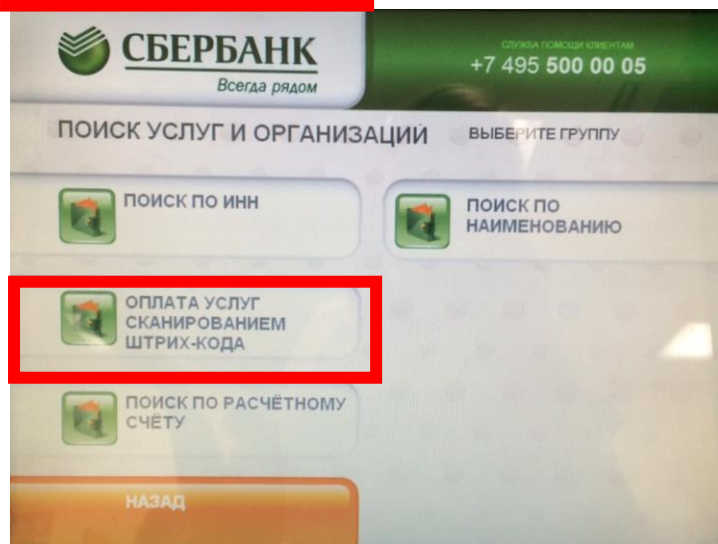 СБЕРБАНК
Всегда рядом
СЛУЖБА ПОМОЩИ КЛИЕНТАМ
+7 495 500 00 05
ПОИСК УСЛУГ И ОРГАНИЗАЦИЙ
ВЫБЕРИТЕ ГРУППУ
ПОИСК ПО ИНН
ПОИСК ПО
НАИМЕНОВАНИЮ
ОПЛАТА УСЛУГ
СКАНИРОВАНИЕМ
ШТРИХ-КОДА
ПОИСК ПО РАСЧЁТНОМУ
СЧЁТУ
НАЗАД